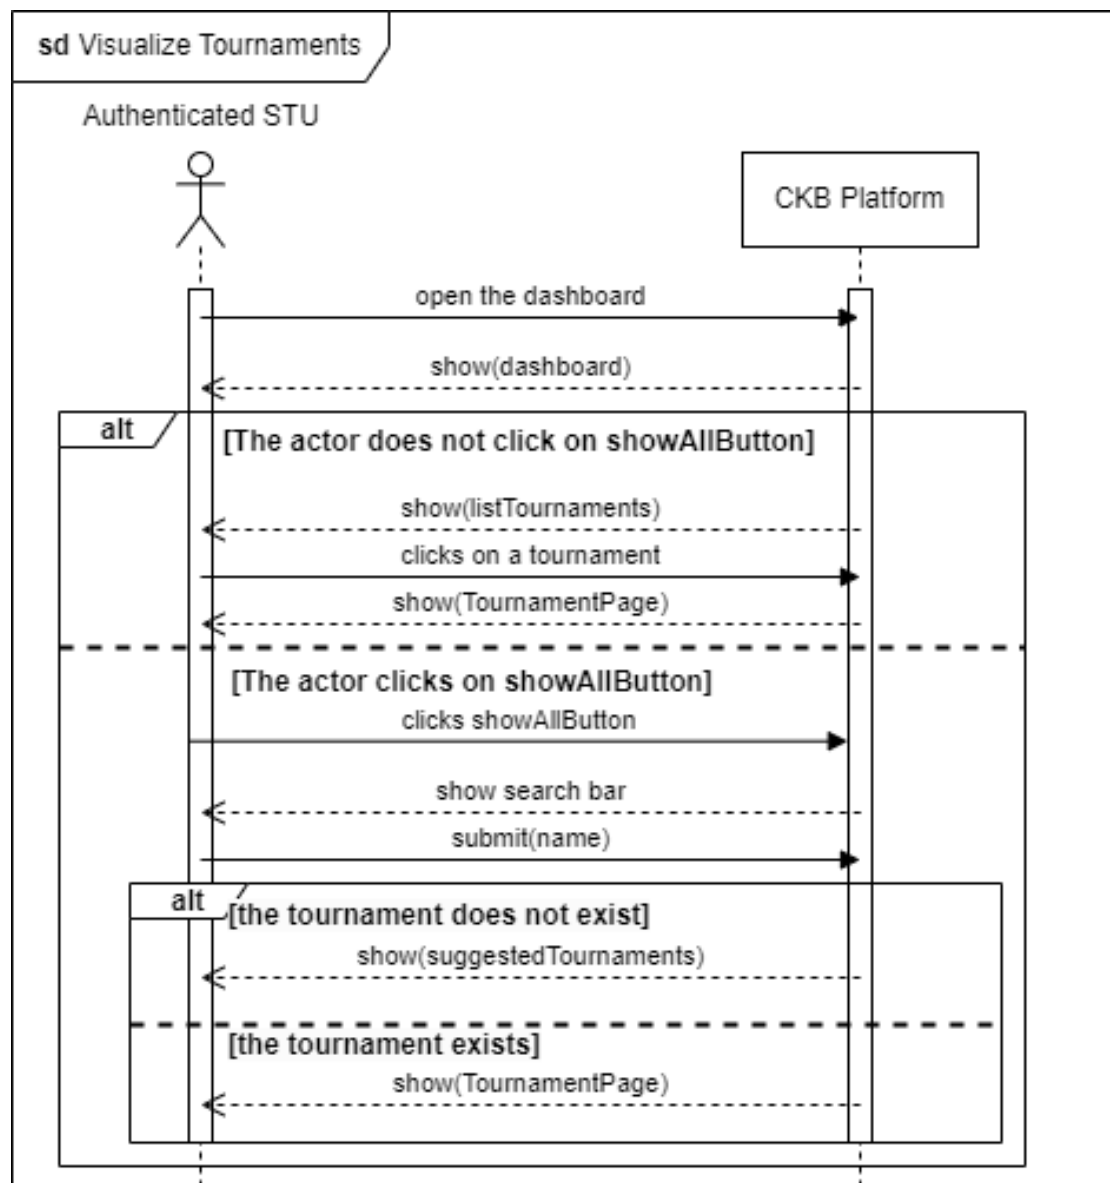 sd Visualize Tournaments
Authenticated STU
CKB Platform
open the dashboard
show(dashboard)
alt
[The actor does not click on showAllButton]
show(listTournaments)
clicks on a tournament
show(TournamentPage)
[The actor clicks on showAllButton]
clicks showAllButton
show search bar
submit(name)
alt
[the tournament does not exist]
show(suggestedTournaments)
[the tournament exists]
show(TournamentPage)